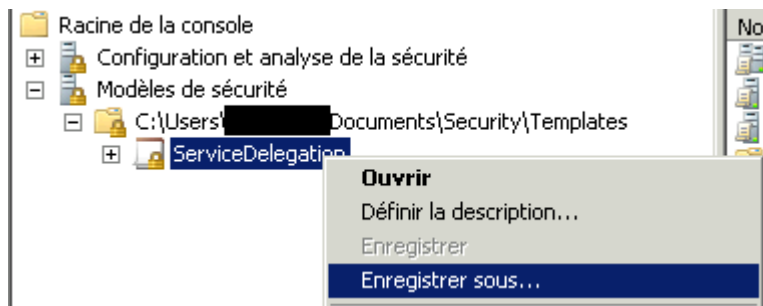 Racine de la console
Configuration et analyse de la sécurité
Modèles de sécurité
C:\Users\ Documents\Security\Templates
ServiceDelegation
No
Ouvrir
Définir la description...
Enregistrer
Enregistrer sous...